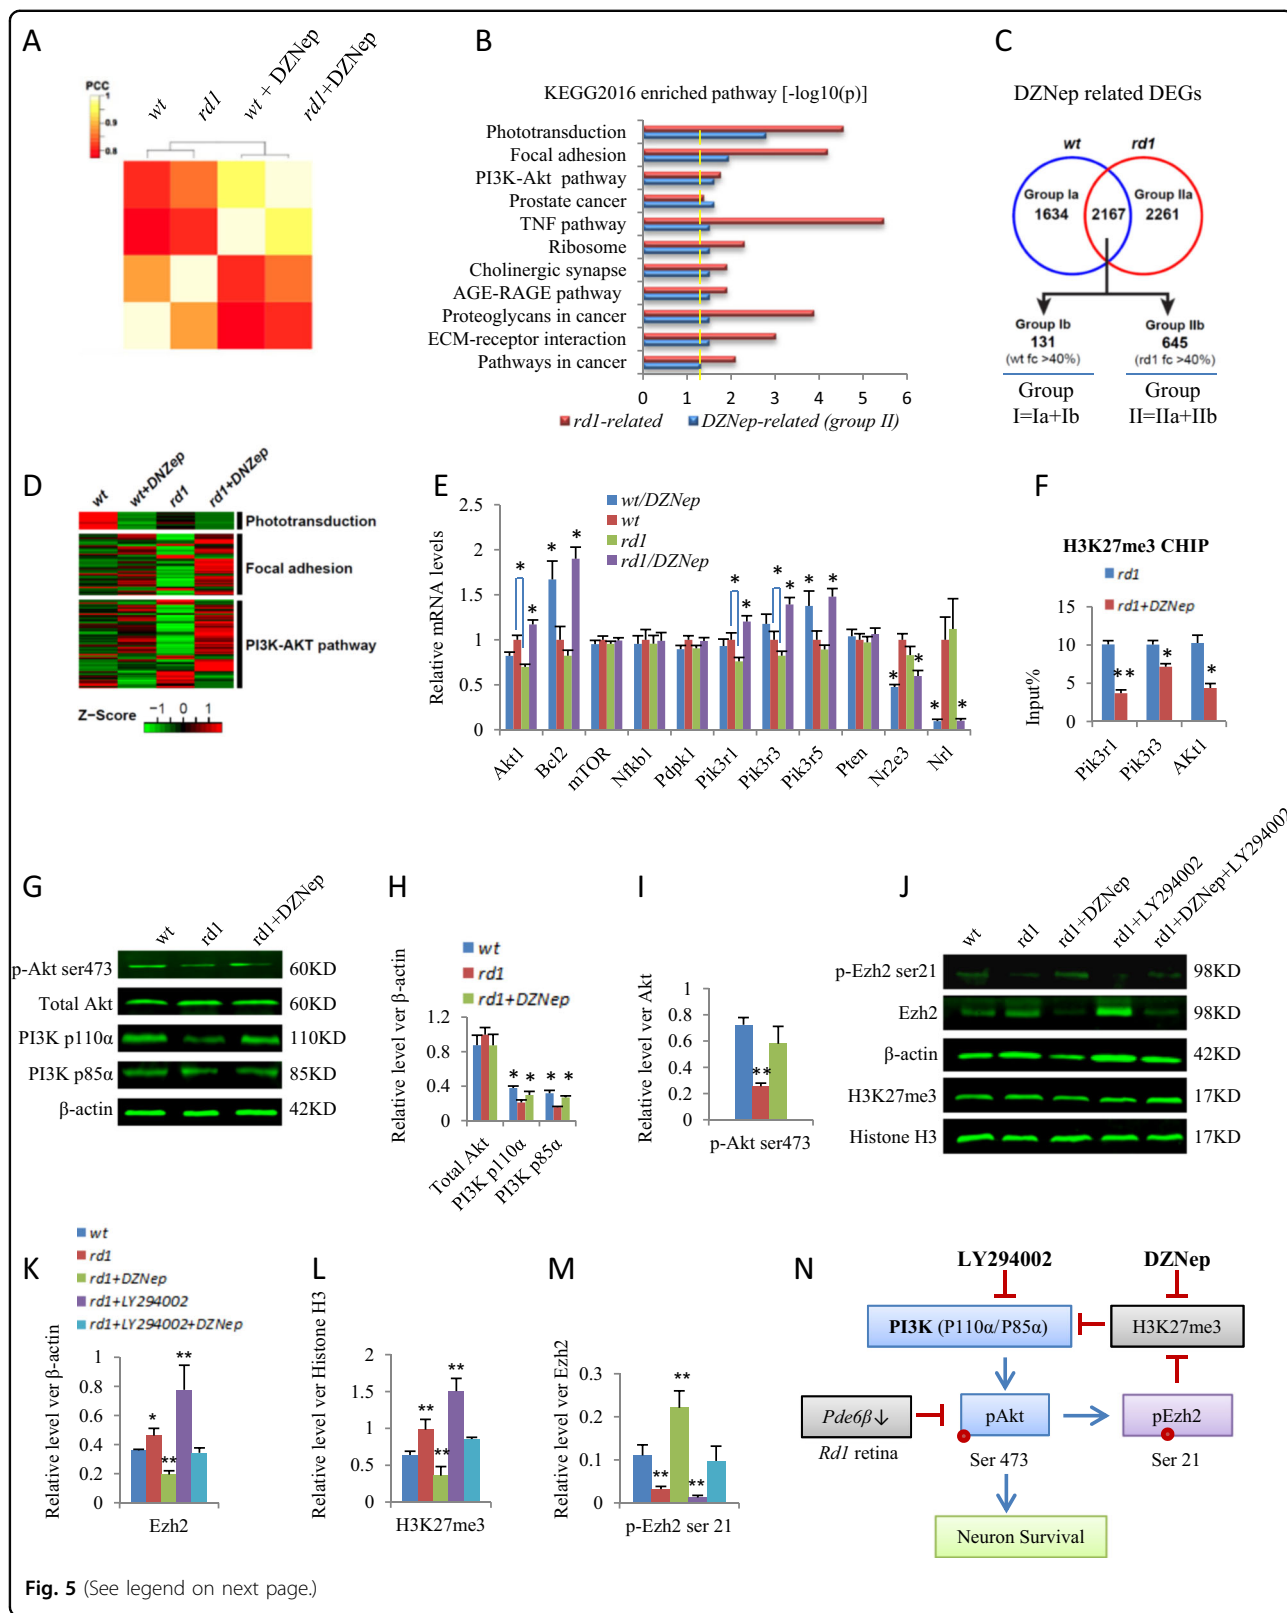 A
PCC
1
0.9
0.8
wt
rd1
wt + DZNep
rd1+DZNep
B
KEGG2016 enriched pathway [-log10(p)]
Phototransduction
Focal adhesion
PI3K-Akt pathway
Prostate cancer
TNF pathway
Ribosome
Cholinergic synapse
AGE-RAGE pathway
Proteoglycans in cancer
ECM-receptor interaction
Pathways in cancer
0 1 2 3 4 5 6
rd1-related DZNep-related (group II)
C
DZNep related DEGs
wt rd1
Group Ia
1634
2167
Group IIa
2261
Group Ib
131
(wt fc >40%)
Group IIb
645
(rd1 fc >40%)
Group
I=Ia+Ib
Group
II=IIa+IIb
D
wt
wt+DNZep
rd1
rd1+DNZep
Phototransduction
Focal adhesion
PI3K-AKT pathway
Z-Score
-1 0 1
E
wt/DZNep
wt
rd1
rd1/DZNep
Relative mRNA levels
2.5
2
1.5
1
0.5
0
* * * * * * * * * * * * *
Akt1
Bcl2
mTOR
Nfkb1
Pdpk1
Pik3r1
Pik3r3
Pik3r5
Pten
Nr2e3
Nrl
F
H3K27me3 CHIP
rd1
rd1+DZNep
Input%
15
10
5
0
** * *
Pik3r1
Pik3r3
AKt1
G
wt
rd1
rd1+DZNep
p-Akt ser473 60KD
Total Akt 60KD
PI3K p110α 110KD
PI3K p85α 85KD
β-actin 42KD
H
wt
rd1
rd1+DZNep
Relative level ver β-actin
1.2
0.8
0.4
0
* * * *
Total Akt
PI3K p110α
PI3K p85α
I
Relative level ver Akt
1
0.8
0.6
0.4
0.2
0
**
p-Akt ser473
J
wt
rd1
rd1+DZNep
rd1+LY294002
rd1+DZNep+LY294002
p-Ezh2 ser21 98KD
Ezh2 98KD
β-actin 42KD
H3K27me3 17KD
Histone H3 17KD
K
wt
rd1
rd1+DZNep
rd1+LY294002
rd1+LY294002+DZNep
Relative level ver β-actin
1
0.8
0.6
0.4
0.2
0
* ** **
Ezh2
L
Relative level ver Histone H3
2
1.5
1
0.5
0
** ** **
H3K27me3
M
Relative level ver Ezh2
0.3
0.2
0.1
0
** ** **
p-Ezh2 ser 21
N
LY294002
DZNep
PI3K (P110α/P85α)
H3K27me3
Pde6β↓
Rd1 retina
pAkt
Ser 473
pEzh2
Ser 21
Neuron Survival
Fig. 5 (See legend on next page.)